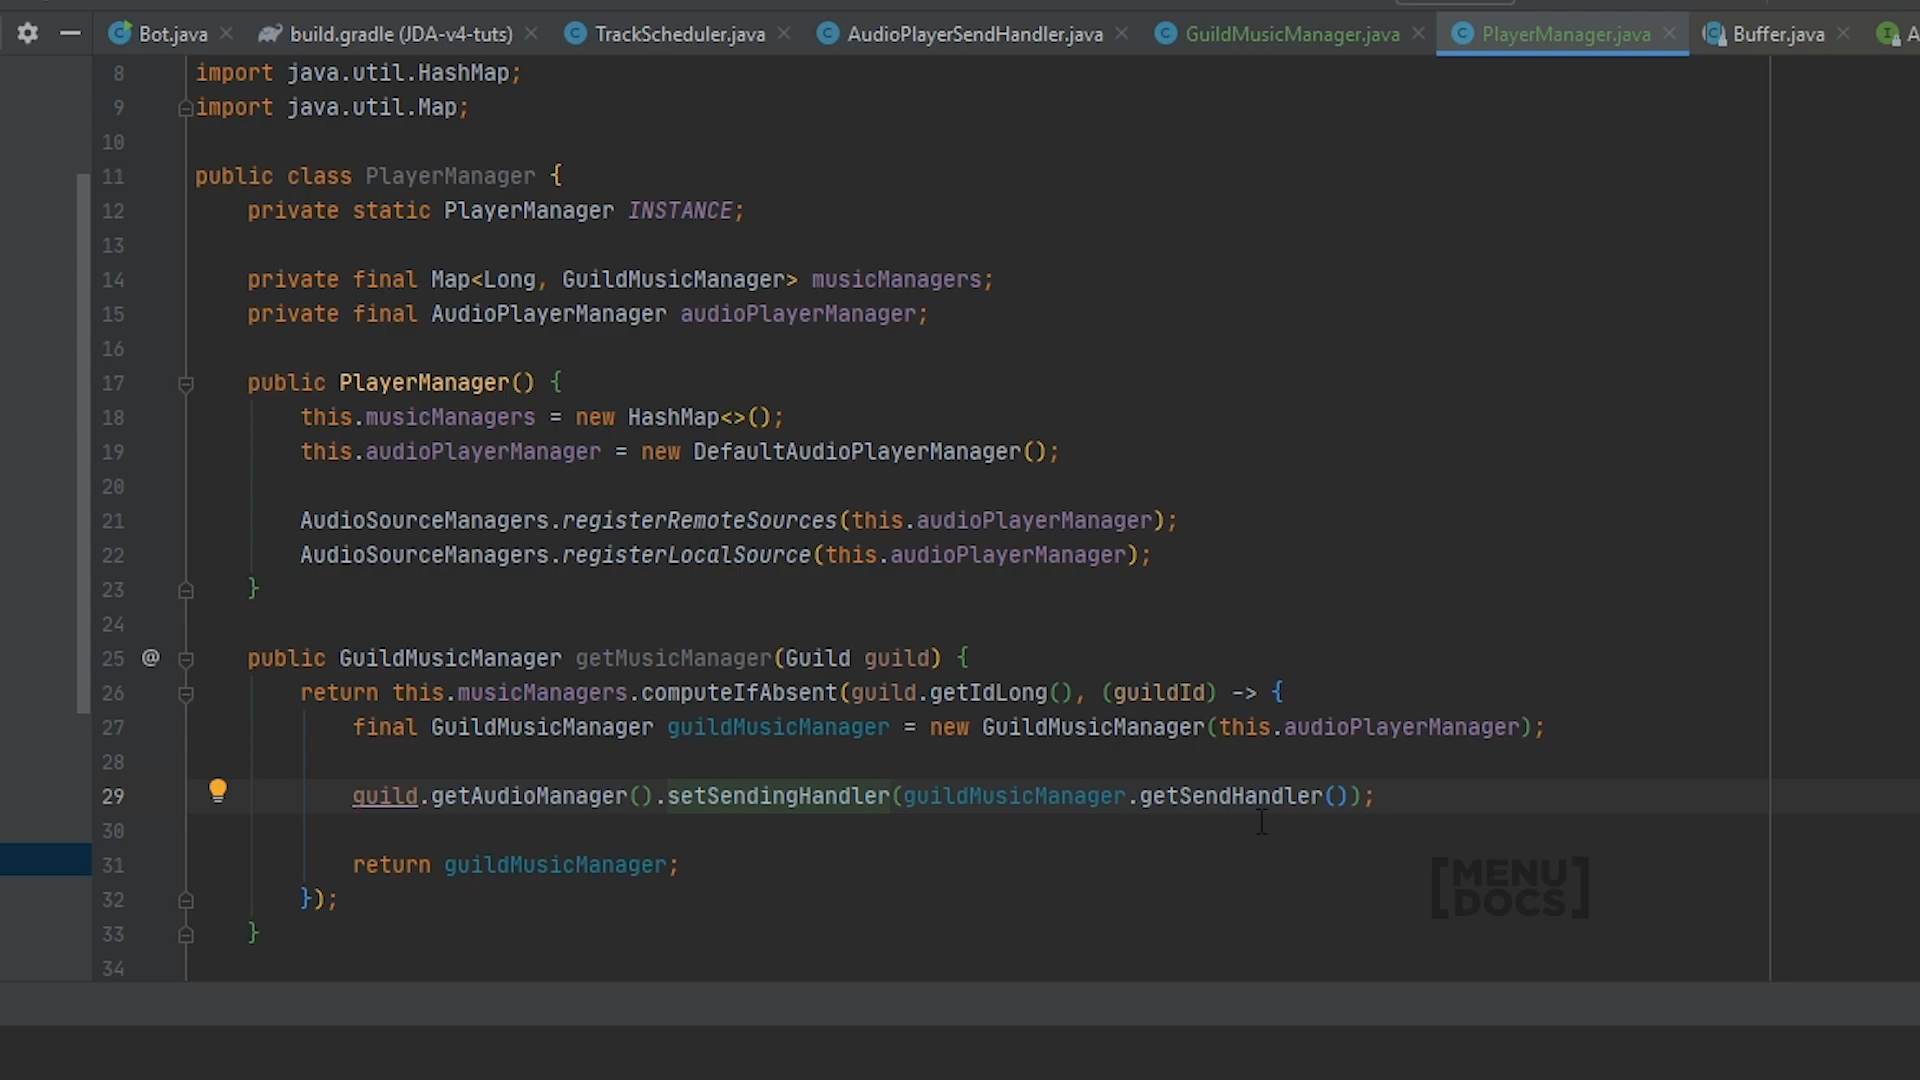 Bot.java build.gradle (JDA-v4-tuts) TrackScheduler.java AudioPlayerSendHandler.java GuildMusicManager.java PlayerManager.java Buffer.java A
8 import java.util.HashMap;
9 import java.util.Map;
10
11 public class PlayerManager {
12 private static PlayerManager INSTANCE;
13
14 private final Map<Long, GuildMusicManager> musicManagers;
15 private final AudioPlayerManager audioPlayerManager;
16
17 public PlayerManager() {
18 this.musicManagers = new HashMap<>();
19 this.audioPlayerManager = new DefaultAudioPlayerManager();
20
21 AudioSourceManagers.registerRemoteSources(this.audioPlayerManager);
22 AudioSourceManagers.registerLocalSource(this.audioPlayerManager);
23 }
24
25 @ public GuildMusicManager getMusicManager(Guild guild) {
26 return this.musicManagers.computeIfAbsent(guild.getIdLong(), (guildId) -> {
27 final GuildMusicManager guildMusicManager = new GuildMusicManager(this.audioPlayerManager);
28
29 guild.getAudioManager().setSendingHandler(guildMusicManager.getSendHandler());
30
31 return guildMusicManager;
32 });
33 }
34
[MENU
DOCS]